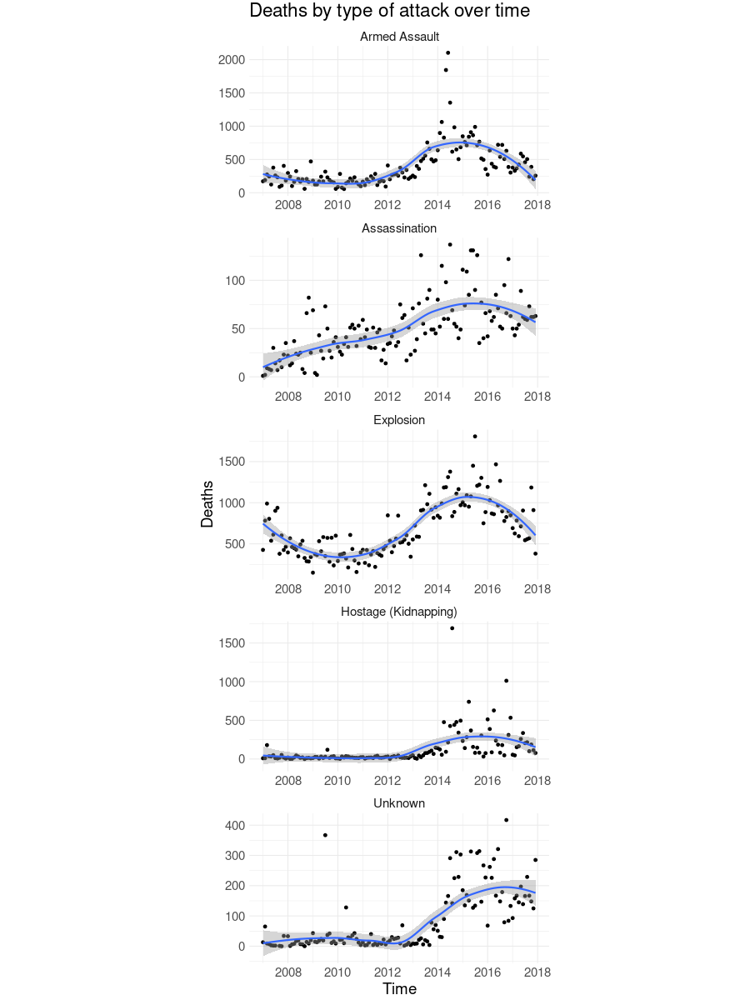 Deaths by type of attack over time
Armed Assault
2000
1500
1000
500
0
2008 2010 2012 2014 2016 2018
Assassination
100
50
0
2008 2010 2012 2014 2016 2018
Explosion
1500
1000
500
2008 2010 2012 2014 2016 2018
Deaths
Hostage (Kidnapping)
1500
1000
500
0
2008 2010 2012 2014 2016 2018
Unknown
400
300
200
100
0
2008 2010 2012 2014 2016 2018
Time